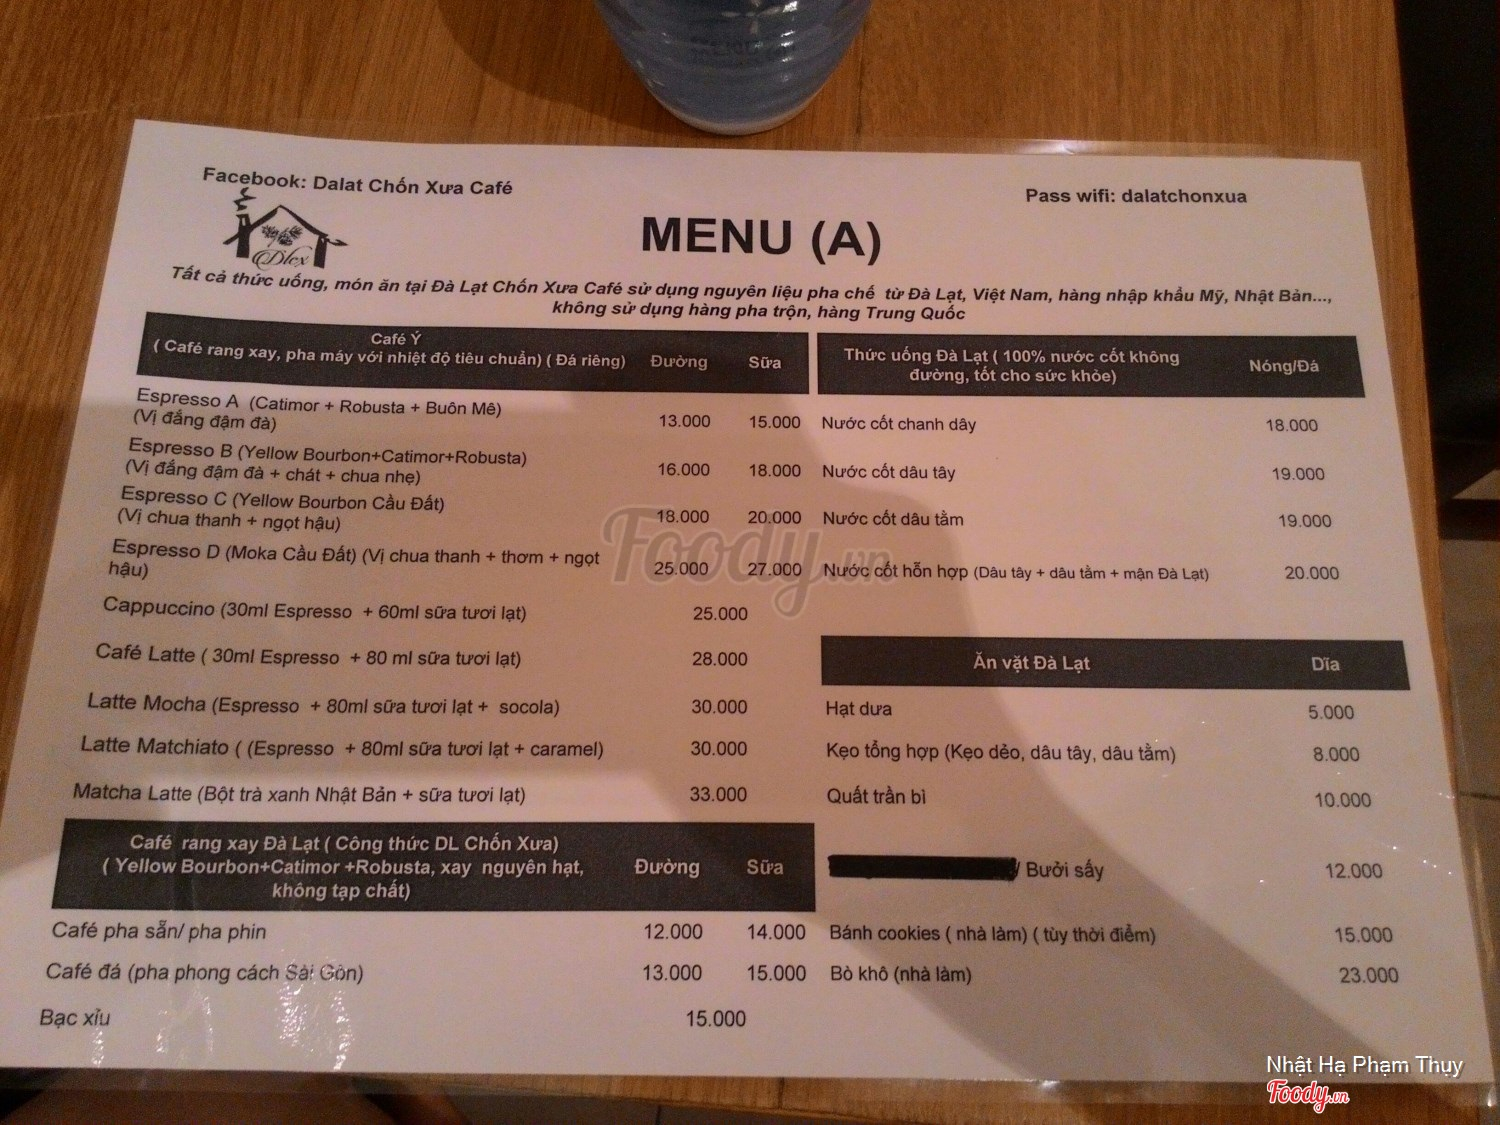 Facebook: Dalat Chốn Xưa Café
Pass wifi: dalatchonxua
Dlcx
MENU (A)
Tất cả thức uống, món ăn tại Đà Lạt Chốn Xưa Café sử dụng nguyên liệu pha chế từ Đà Lạt, Việt Nam, hàng nhập khẩu Mỹ, Nhật Bản...,
không sử dụng hàng pha trộn, hàng Trung Quốc
Café Ý
( Café rang xay, pha máy với nhiệt độ tiêu chuẩn) ( Đá riêng) Đường Sữa
Espresso A (Catimor + Robusta + Buôn Mê)
(Vị đắng đậm đà) 13.000 15.000
Espresso B (Yellow Bourbon+Catimor+Robusta)
(Vị đắng đậm đà + chát + chua nhẹ) 16.000 18.000
Espresso C (Yellow Bourbon Cầu Đất)
(Vị chua thanh + ngọt hậu) 18.000 20.000
Espresso D (Moka Cầu Đất) (Vị chua thanh + thơm + ngọt
hậu) 25.000 27.000
Cappuccino (30ml Espresso + 60ml sữa tươi lạt) 25.000
Café Latte ( 30ml Espresso + 80 ml sữa tươi lạt) 28.000
Latte Mocha (Espresso + 80ml sữa tươi lạt + socola) 30.000
Latte Matchiato ( (Espresso + 80ml sữa tươi lạt + caramel) 30.000
Matcha Latte (Bột trà xanh Nhật Bản + sữa tươi lạt) 33.000
Café rang xay Đà Lạt ( Công thức DL Chốn Xưa)
( Yellow Bourbon+Catimor +Robusta, xay nguyên hạt, Đường Sữa
không tạp chất)
Café pha sẵn/ pha phin 12.000 14.000
Café đá (pha phong cách Sài Gòn) 13.000 15.000
Bạc xỉu 15.000
Thức uống Đà Lạt ( 100% nước cốt không
đường, tốt cho sức khỏe) Nóng/Đá
Nước cốt chanh dây 18.000
Nước cốt dâu tây 19.000
Nước cốt dâu tằm 19.000
Nước cốt hỗn hợp (Dâu tây + dâu tằm + mận Đà Lạt) 20.000
Ăn vặt Đà Lạt Dĩa
Hạt dưa 5.000
Kẹo tổng hợp (Kẹo dẻo, dâu tây, dâu tằm) 8.000
Quất trần bì 10.000
/ Bưởi sấy 12.000
Bánh cookies ( nhà làm) ( tùy thời điểm) 15.000
Bò khô (nhà làm) 23.000
Foody.vn
Nhật Hạ Phạm Thụy
Foody.vn